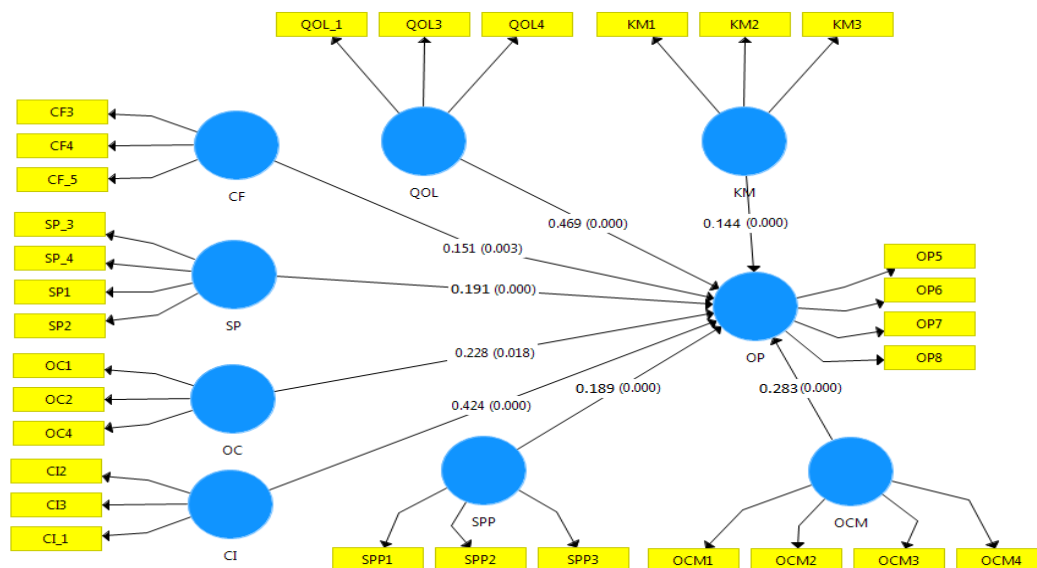 QOL_1
QOL3
QOL4
KM1
KM2
KM3
CF3
CF4
CF_5
CF
QOL
KM
SP_3
SP_4
SP1
SP2
SP
0.469 (0.000)
0.144 (0.000)
0.151 (0.003)
0.191 (0.000)
OP5
OP6
OP7
OP8
OP
OC1
OC2
OC4
OC
0.228 (0.018)
0.189 (0.000)
0.283 (0.000)
0.424 (0.000)
CI2
CI3
CI_1
CI
SPP
OCM
SPP1
SPP2
SPP3
OCM1
OCM2
OCM3
OCM4